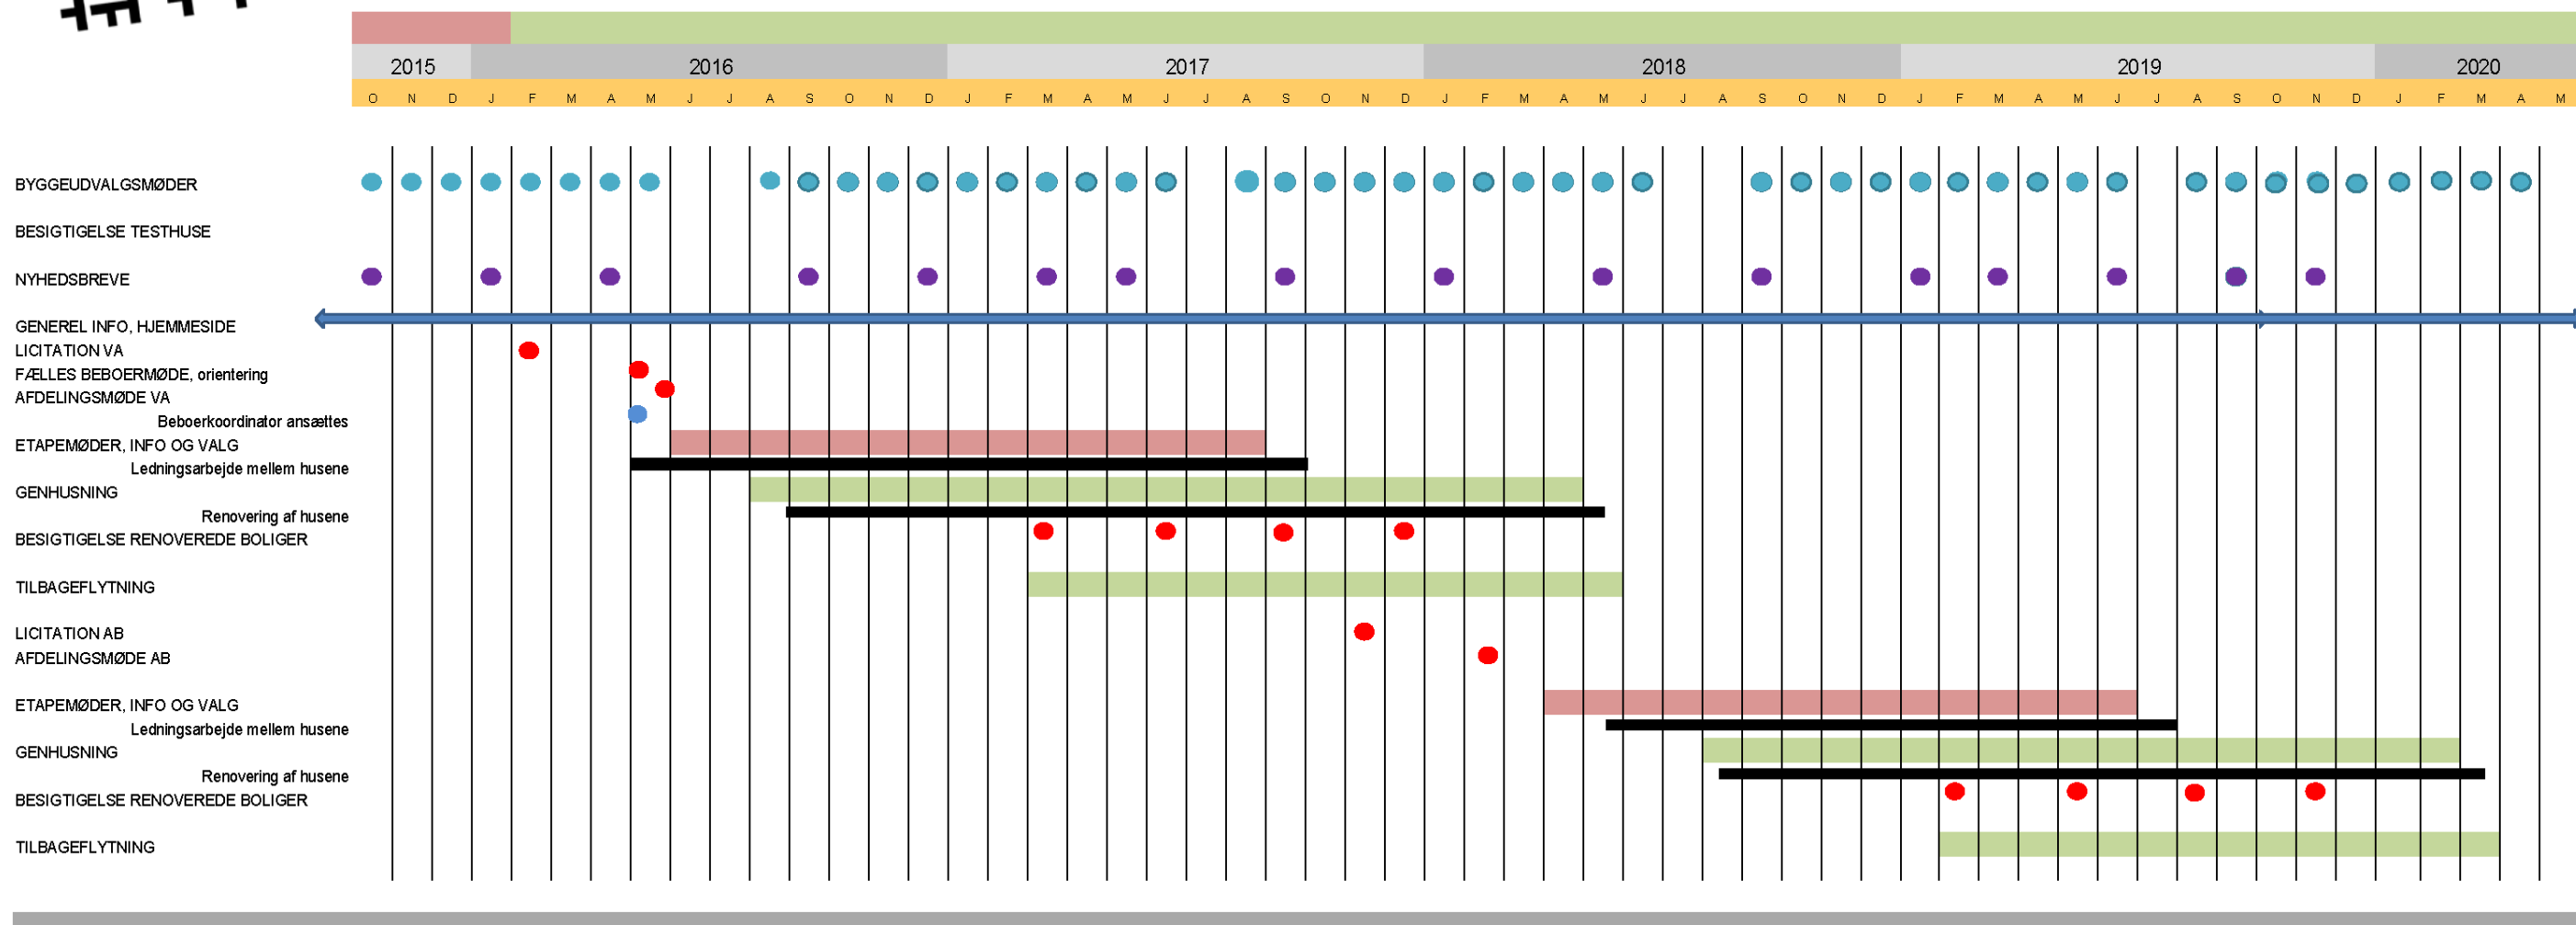 2015 2016 2017 2018 2019 2020
O N D J F M A M J J A S O N D J F M A M J J A S O N D J F M A M J J A S O N D J F M A M J J A S O N D J F M A M
BYGGEUDVALGSMØDER
BESIGTIGELSE TESTHUSE
NYHEDSBREVE
GENEREL INFO, HJEMMESIDE
LICITATION VA
FÆLLES BEBOERMØDE, orientering
AFDELINGSMØDE VA
Beboerkoordinator ansættes
ETAPEMØDER, INFO OG VALG
Ledningsarbejde mellem husene
GENHUSNING
Renovering af husene
BESIGTIGELSE RENOVEREDE BOLIGER
TILBAGEFLYTNING
LICITATION AB
AFDELINGSMØDE AB
ETAPEMØDER, INFO OG VALG
Ledningsarbejde mellem husene
GENHUSNING
Renovering af husene
BESIGTIGELSE RENOVEREDE BOLIGER
TILBAGEFLYTNING